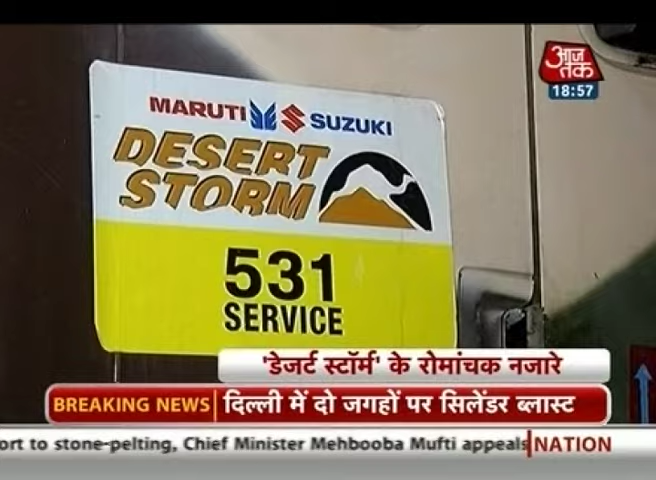 आज
तक
18:57
MARUTI SUZUKI
DESERT
STORM
531
SERVICE
'डेजर्ट स्टॉर्म' के रोमांचक नजारे
BREAKING NEWS दिल्ली में दो जगहों पर सिलेंडर ब्लास्ट
ort to stone-pelting, Chief Minister Mehbooba Mufti appeals NATION